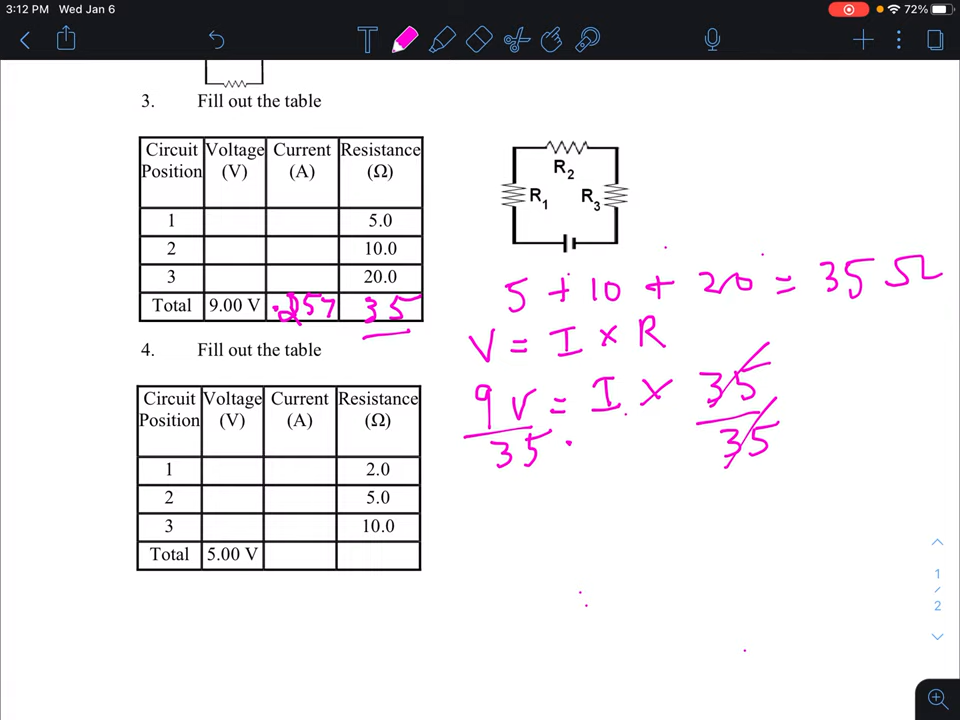 3:12 PM Wed Jan 6 72%
T
3. Fill out the table
Circuit Position Voltage (V) Current (A) Resistance (Ω)
1 5.0
2 10.0
3 20.0
Total 9.00 V .257 35
R2
R1 R3
5 + 10 + 20 = 35 Ω
V = I × R
9V = I × 35
35 35
4. Fill out the table
Circuit Position Voltage (V) Current (A) Resistance (Ω)
1 2.0
2 5.0
3 10.0
Total 5.00 V
1
/
2